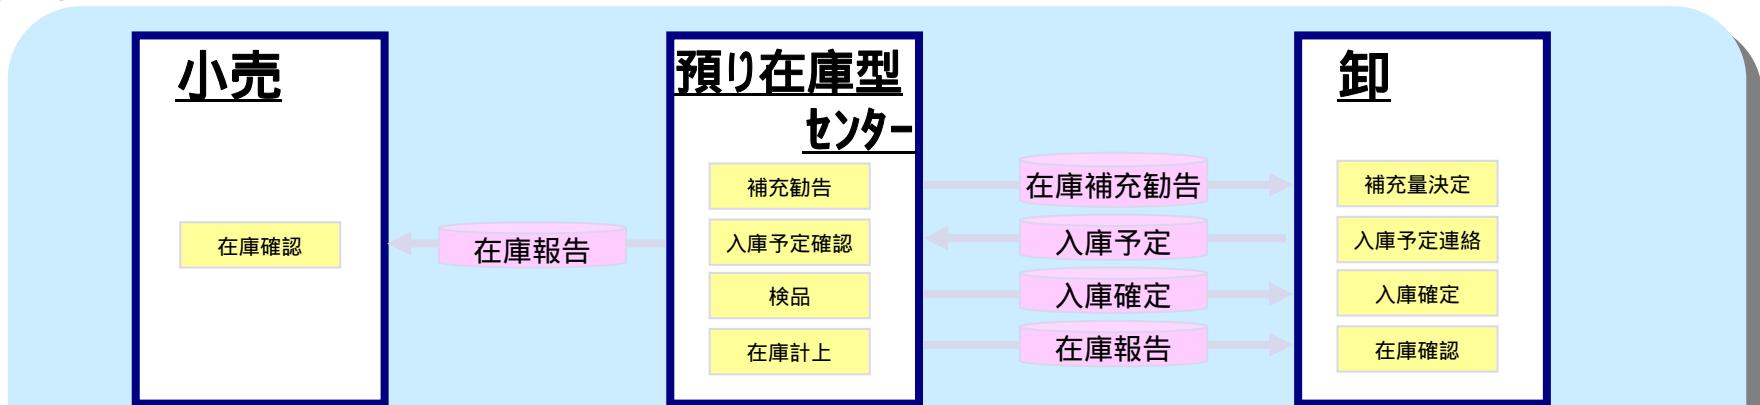 小売
預り在庫型
センター
卸
補充勧告
在庫補充勧告
補充量決定
在庫確認
在庫報告
入庫予定確認
入庫予定
入庫予定連絡
検品
入庫確定
入庫確定
在庫計上
在庫報告
在庫確認